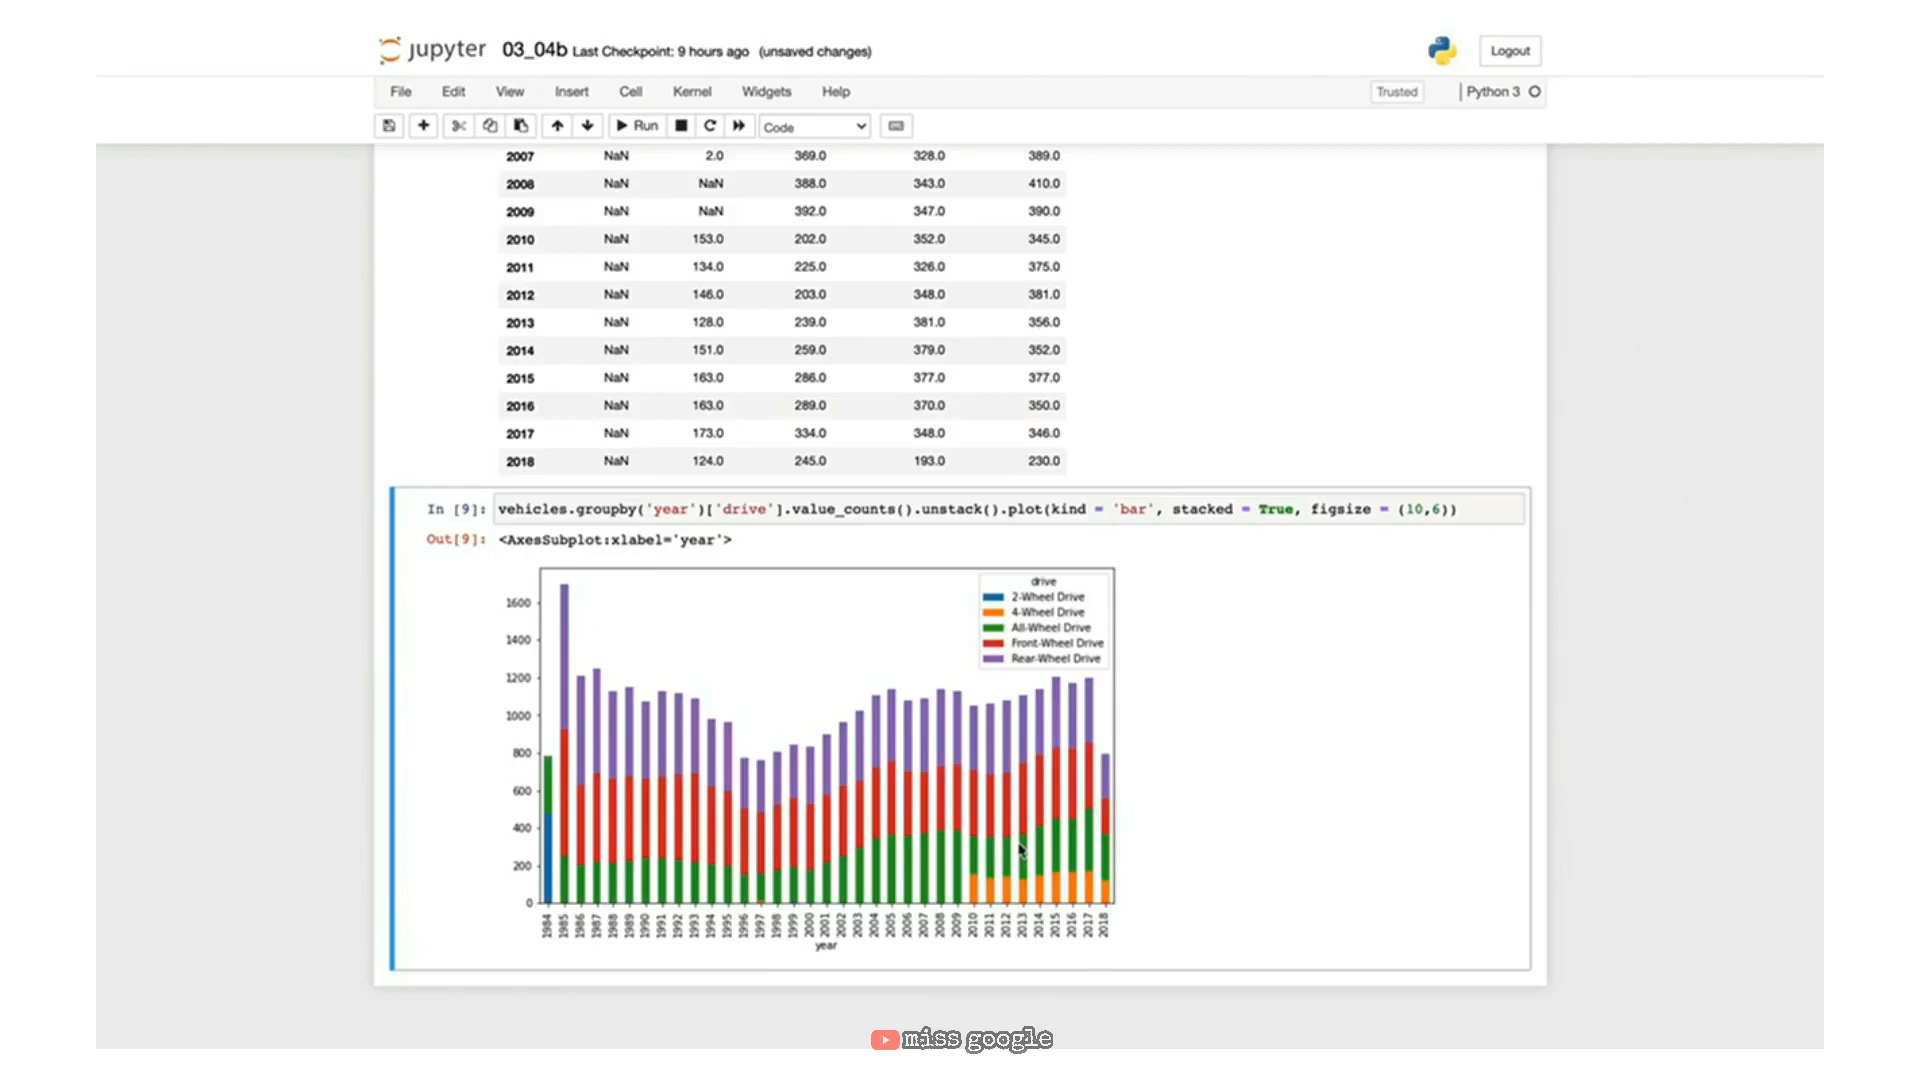 jupyter 03_04b Last Checkpoint: 9 hours ago (unsaved changes) Logout
File Edit View Insert Cell Kernel Widgets Help Trusted Python 3
Run Code
2007 NaN 2.0 369.0 328.0 389.0
2008 NaN NaN 388.0 343.0 410.0
2009 NaN NaN 392.0 347.0 390.0
2010 NaN 153.0 202.0 352.0 345.0
2011 NaN 134.0 225.0 326.0 375.0
2012 NaN 146.0 203.0 348.0 381.0
2013 NaN 128.0 239.0 381.0 356.0
2014 NaN 151.0 259.0 379.0 352.0
2015 NaN 163.0 286.0 377.0 377.0
2016 NaN 163.0 289.0 370.0 350.0
2017 NaN 173.0 334.0 348.0 346.0
2018 NaN 124.0 245.0 193.0 230.0
In [9]: vehicles.groupby('year')['drive'].value_counts().unstack().plot(kind = 'bar', stacked = True, figsize = (10,6))
Out[9]: <AxesSubplot:xlabel='year'>
drive
2-Wheel Drive
4-Wheel Drive
All-Wheel Drive
Front-Wheel Drive
Rear-Wheel Drive
1600
1400
1200
1000
800
600
400
200
0
1984 1985 1986 1987 1988 1989 1990 1991 1992 1993 1994 1995 1996 1997 1998 1999 2000 2001 2002 2003 2004 2005 2006 2007 2008 2009 2010 2011 2012 2013 2014 2015 2016 2017 2018
year
miss google